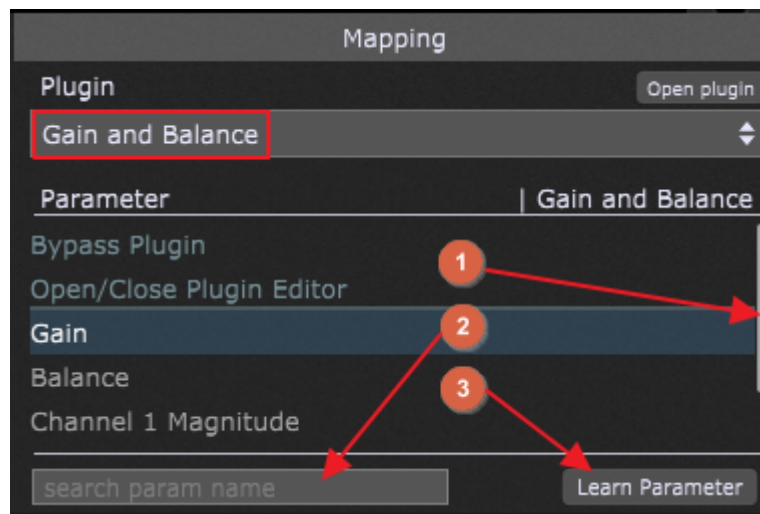 Mapping
Plugin Open plugin
Gain and Balance
Parameter | Gain and Balance
Bypass Plugin
1
Open/Close Plugin Editor
Gain 2
Balance 3
Channel 1 Magnitude
search param name Learn Parameter